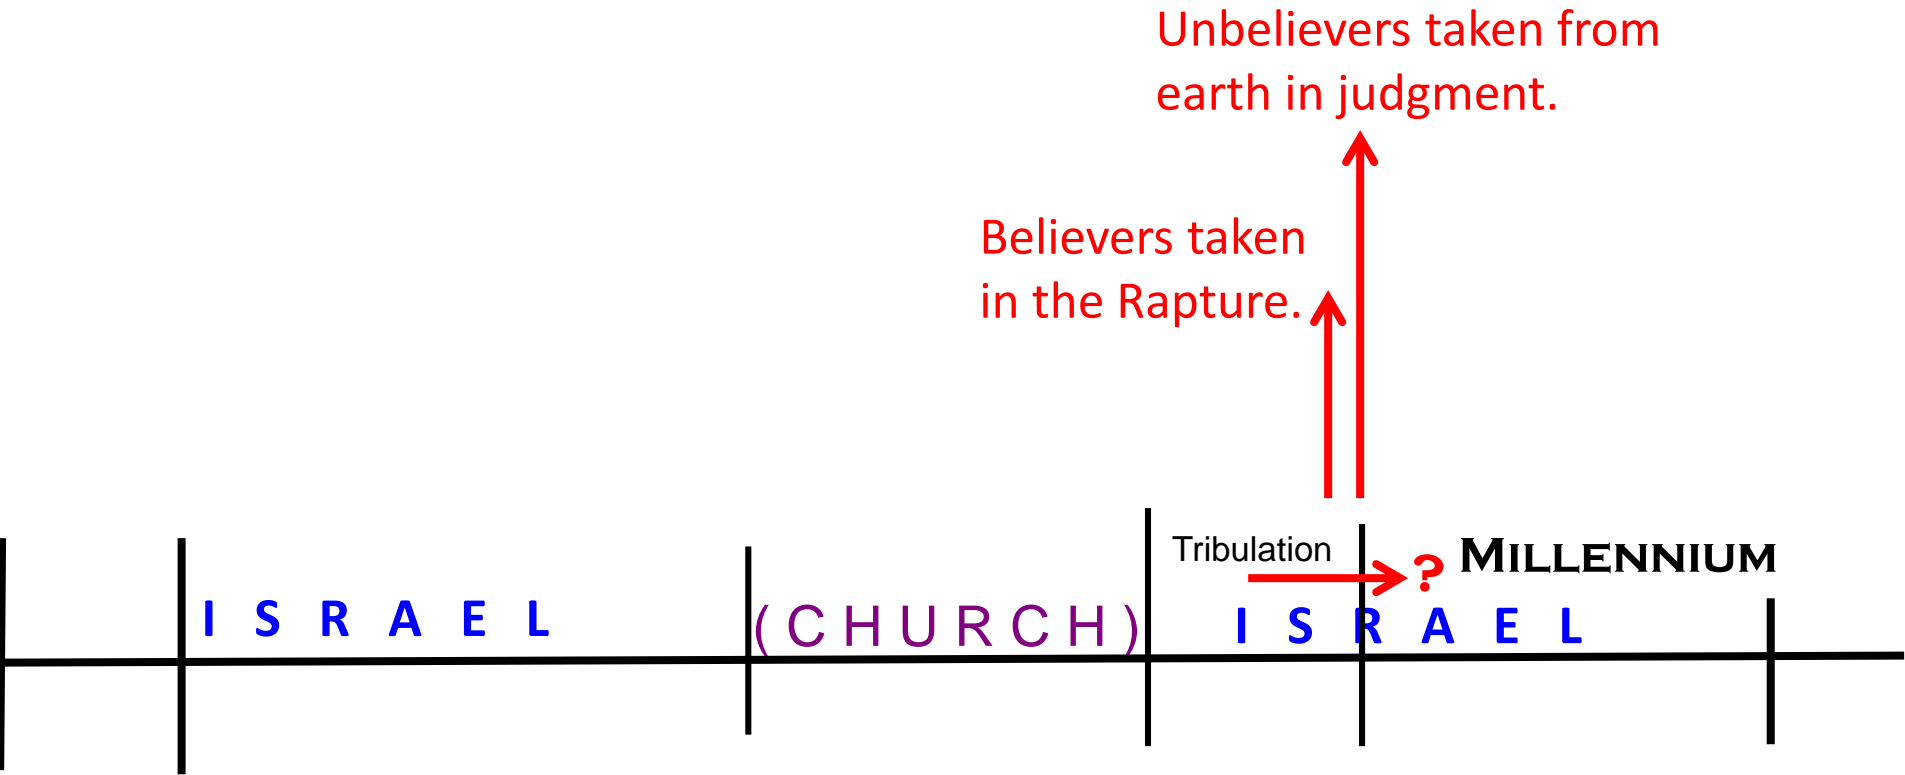 Unbelievers taken from
earth in judgment.
Believers taken
in the Rapture.
Tribulation
? MILLENNIUM
I S R A E L
(CHURCH)
I S R A E L